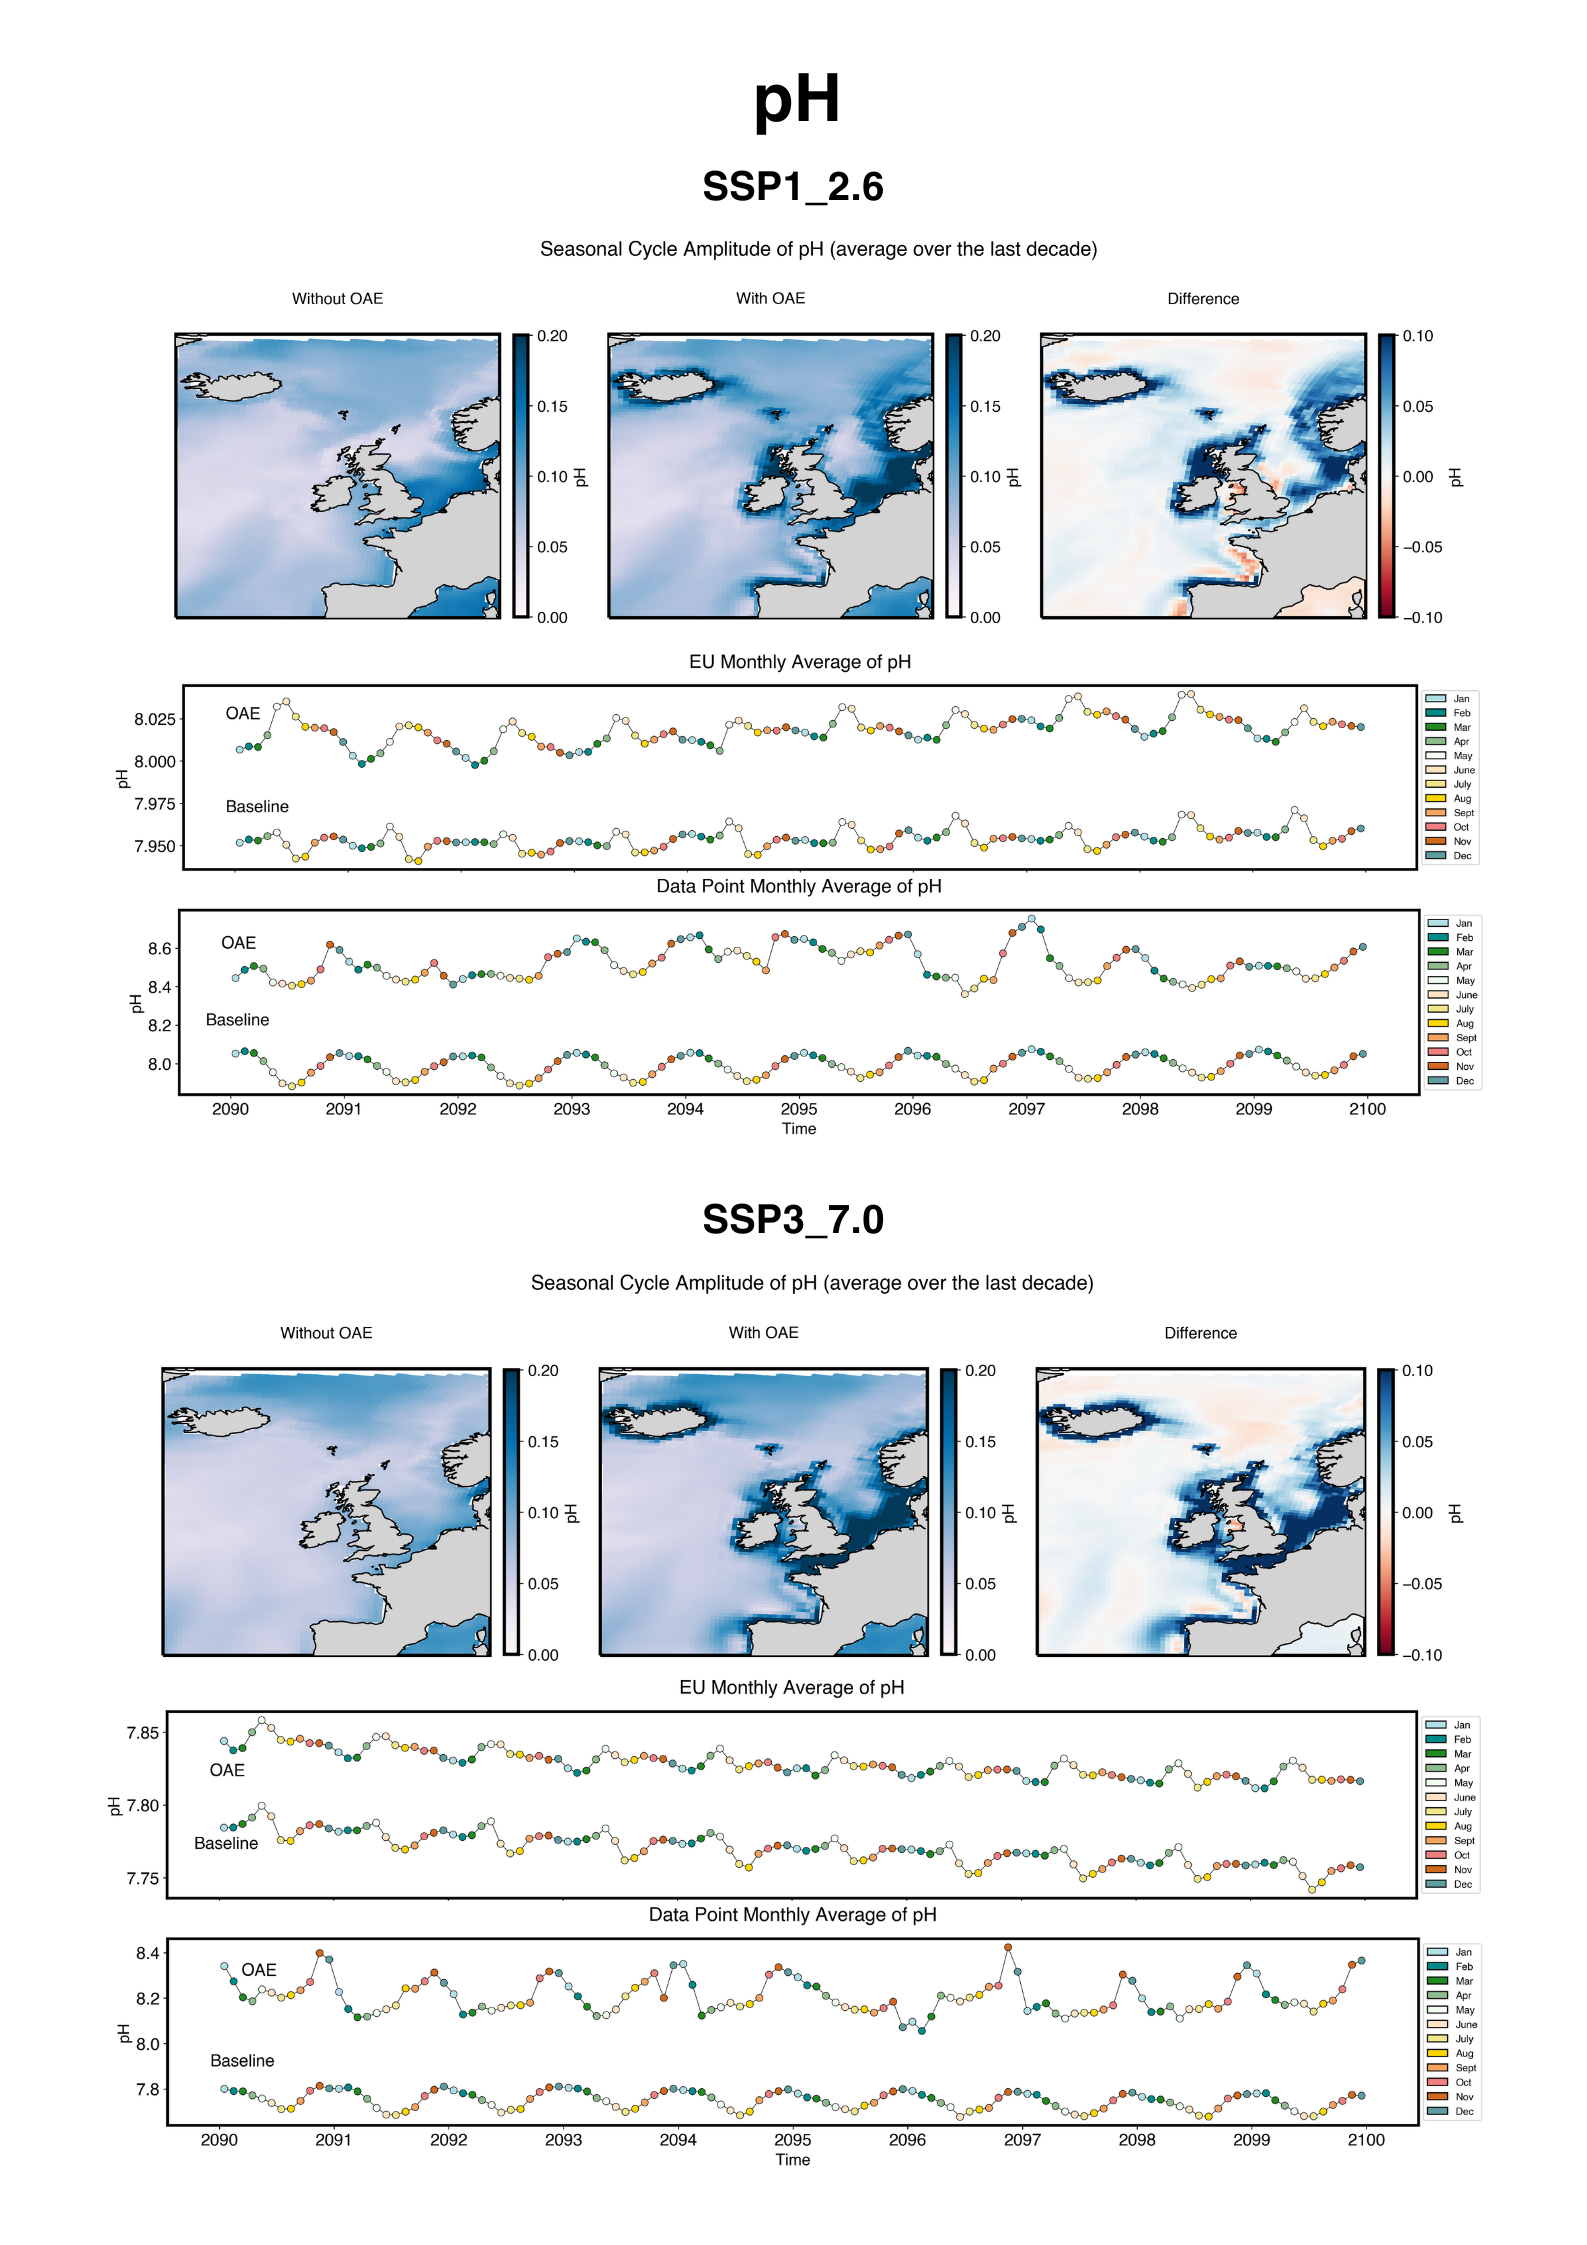 pH
SSP1_2.6
Seasonal Cycle Amplitude of pH (average over the last decade)
Without OAE
With OAE
Difference
0.20
0.15
0.10
0.05
0.00
pH
0.20
0.15
0.10
0.05
0.00
pH
0.10
0.05
0.00
−0.05
−0.10
pH
EU Monthly Average of pH
8.025
8.000
7.975
7.950
pH
OAE
Baseline
Jan
Feb
Mar
Apr
May
June
July
Aug
Sept
Oct
Nov
Dec
Data Point Monthly Average of pH
8.6
8.4
8.2
8.0
pH
OAE
Baseline
Jan
Feb
Mar
Apr
May
June
July
Aug
Sept
Oct
Nov
Dec
2090 2091 2092 2093 2094 2095 2096 2097 2098 2099 2100
Time
SSP3_7.0
Seasonal Cycle Amplitude of pH (average over the last decade)
Without OAE
With OAE
Difference
0.20
0.15
0.10
0.05
0.00
pH
0.20
0.15
0.10
0.05
0.00
pH
0.10
0.05
0.00
−0.05
−0.10
pH
EU Monthly Average of pH
7.85
7.80
7.75
pH
OAE
Baseline
Jan
Feb
Mar
Apr
May
June
July
Aug
Sept
Oct
Nov
Dec
Data Point Monthly Average of pH
8.4
8.2
8.0
7.8
pH
OAE
Baseline
Jan
Feb
Mar
Apr
May
June
July
Aug
Sept
Oct
Nov
Dec
2090 2091 2092 2093 2094 2095 2096 2097 2098 2099 2100
Time